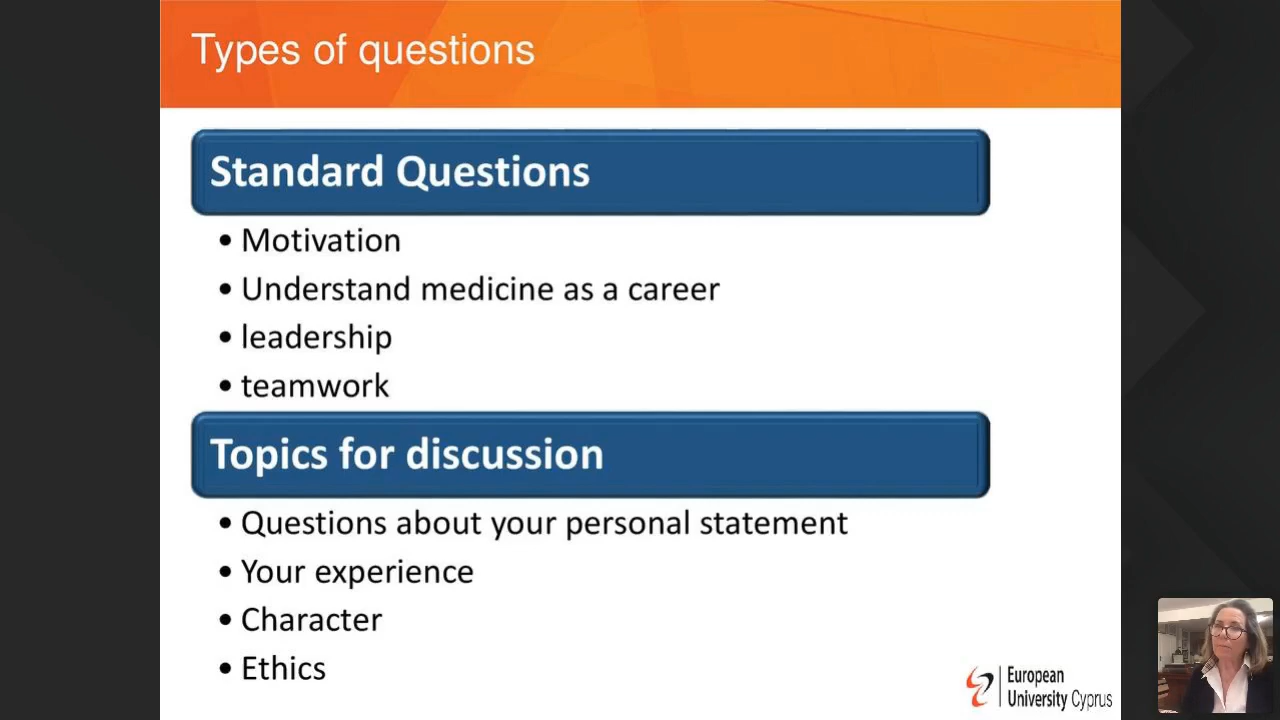 Types of questions
Standard Questions
• Motivation
• Understand medicine as a career
• leadership
• teamwork
Topics for discussion
• Questions about your personal statement
• Your experience
• Character
• Ethics
European
University Cyprus